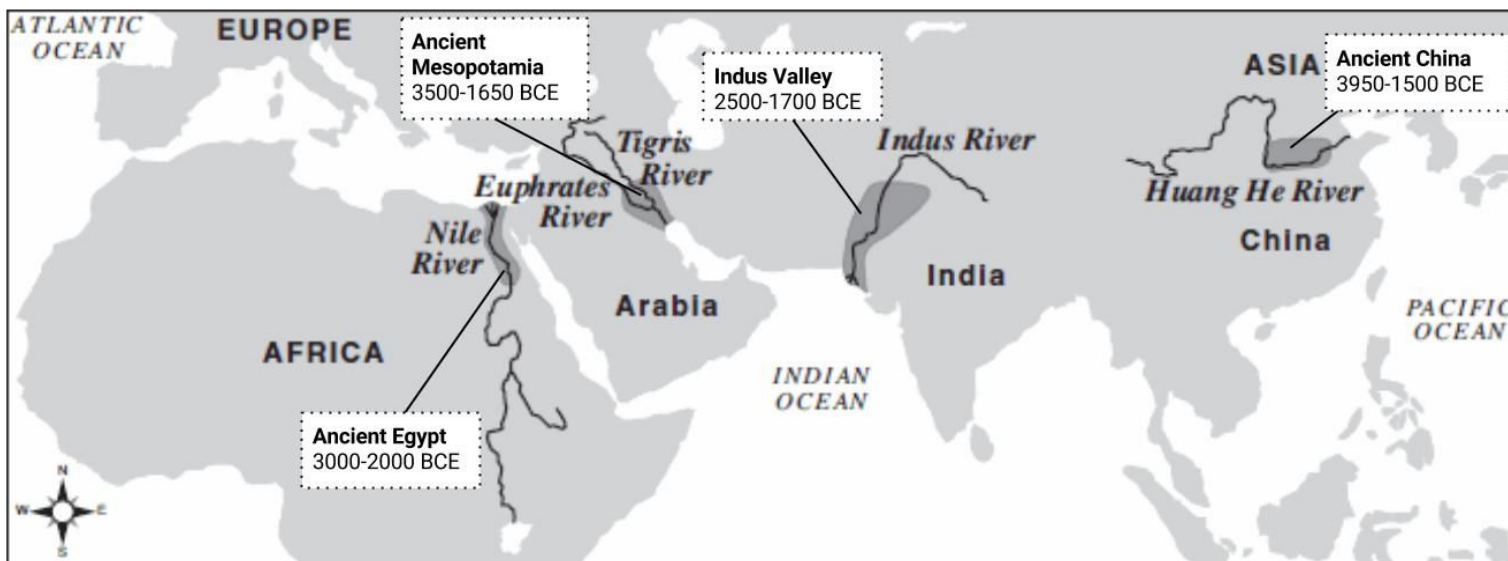 ATLANTIC
OCEAN
EUROPE
Ancient
Mesopotamia
3500-1650 BCE
Indus Valley
2500-1700 BCE
ASIA
Ancient China
3950-1500 BCE
Tigris
River
Euphrates
River
Indus River
Huang He River
Nile
River
China
India
Arabia
AFRICA
PACIFIC
OCEAN
INDIAN
OCEAN
Ancient Egypt
3000-2000 BCE
N
W
E
S